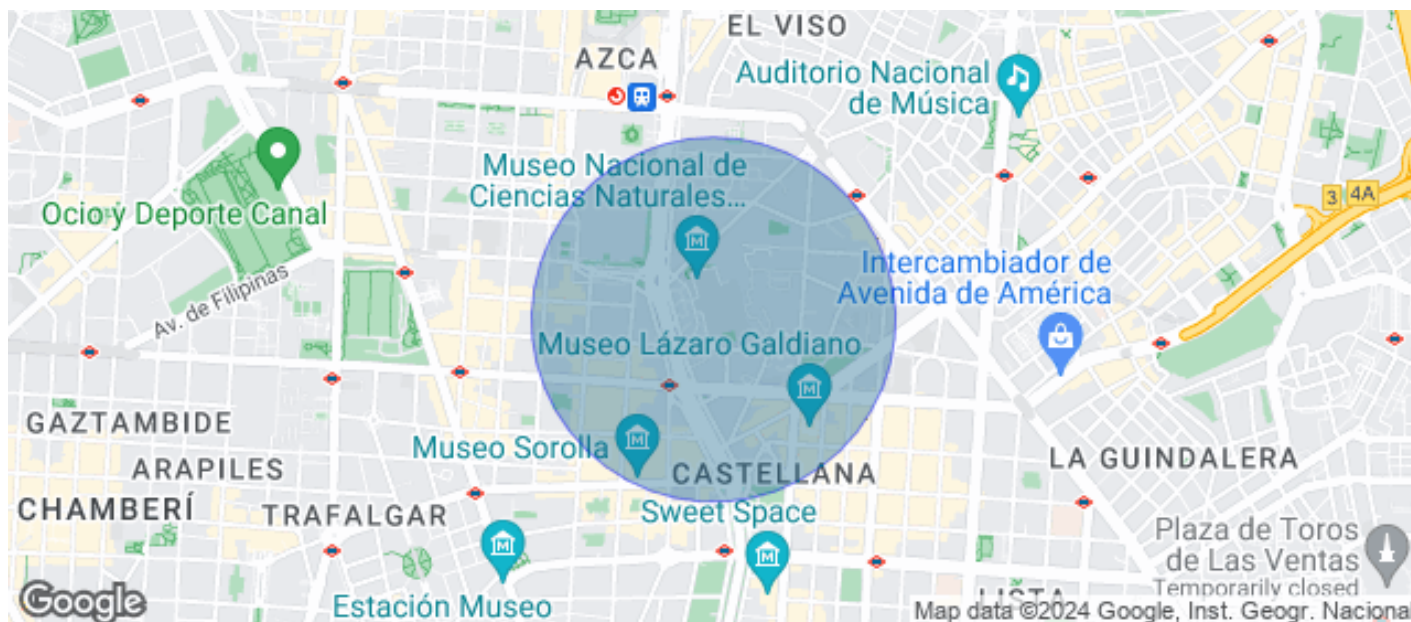 EL VISO
AZCA
Auditorio Nacional
de Música
Museo Nacional de
Ciencias Naturales...
Ocio y Deporte Canal
3
4A
Av. de Filipinas
Intercambiador de
Avenida de América
Museo Lázaro Galdiano
GAZTAMBIDE
Museo Sorolla
ARAPILES
CASTELLANA
LA GUINDALERA
CHAMBERÍ
TRAFALGAR
Sweet Space
Plaza de Toros
de Las Ventas
Temporarily closed
LISTA
Estación Museo
Google
Map data ©2024 Google, Inst. Geogr. Nacional